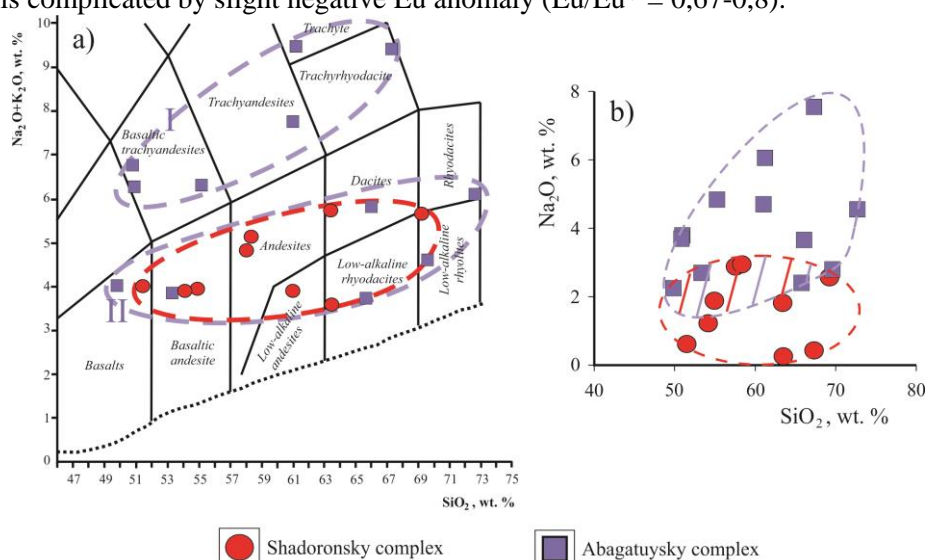 is complicated by slight negative Eu anomaly (Eu/Eu* = 0,67-0,8).
a)
Na₂O+K₂O, wt. %
10
9
8
7
6
5
4
3
2
1
0
Trachyte
Trachyrhyodacite
Trachyandesites
I
Basaltic
trachyandesites
Rhyodacites
Dacites
Andesites
Low-alkaline
rhyodacites
Low-alkaline
rhyolites
II
Low-alkaline
andesites
Basalts
Basaltic
andesite
47 49 51 52 53 55 57 59 61 63 65 67 69 71 73 75
SiO₂ , wt. %
b)
Na₂O, wt. %
8
6
4
2
0
40 50 60 70 80
SiO₂ , wt. %
Shadoronsky complex
Abagatuysky complex